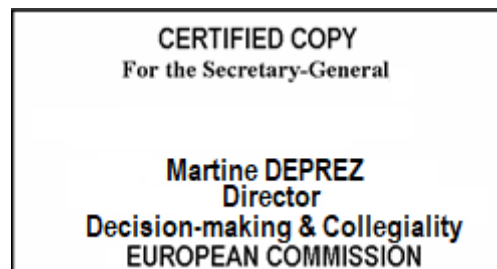 CERTIFIED COPY
For the Secretary-General
Martine DEPREZ
Director
Decision-making & Collegiality
EUROPEAN COMMISSION